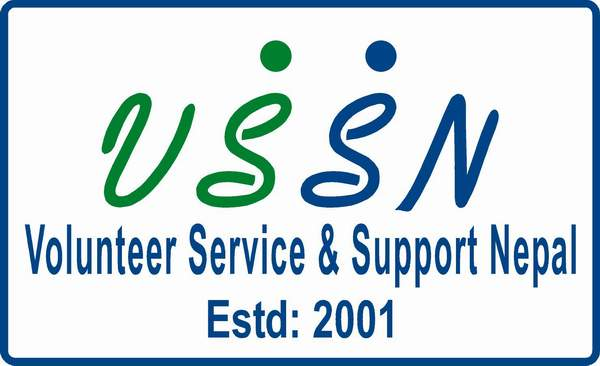 VSSN
Volunteer Service & Support Nepal
Estd: 2001